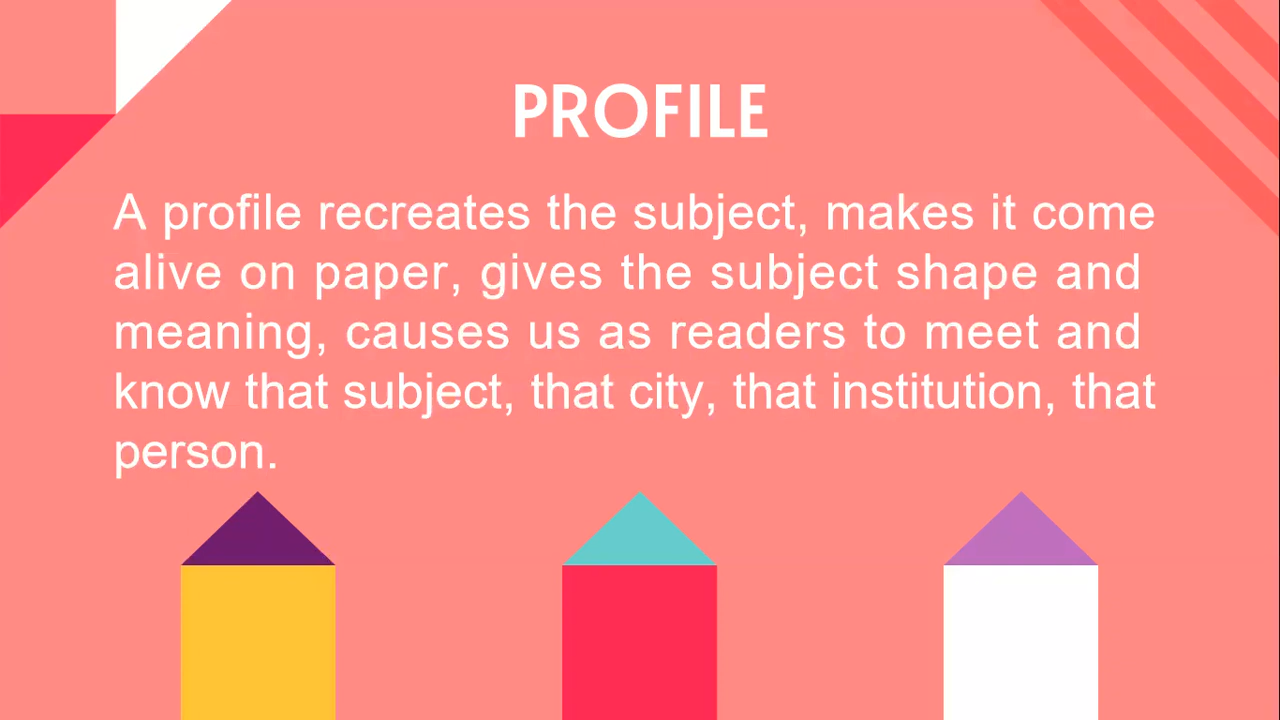 PROFILE
A profile recreates the subject, makes it come
alive on paper, gives the subject shape and
meaning, causes us as readers to meet and
know that subject, that city, that institution, that
person.